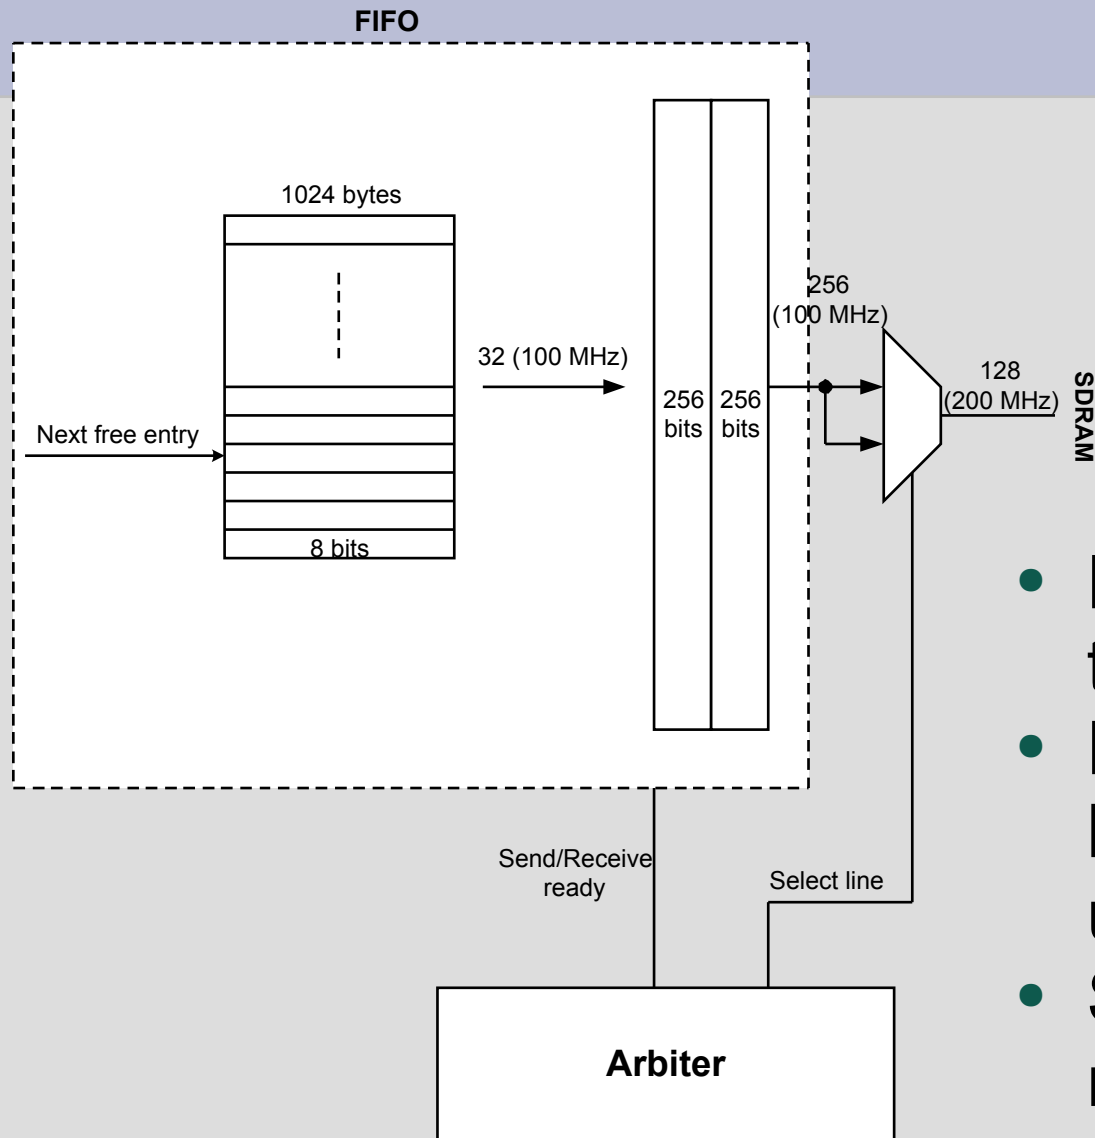 FIFO
1024 bytes
256
(100 MHz)
32 (100 MHz)
128
(200 MHz)
SDRAM
256
bits
256
bits
Next free entry
8 bits
Send/Receive
ready
Select line
Arbiter